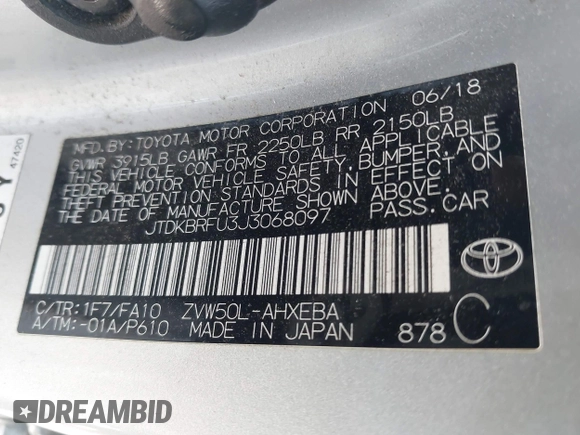 MFD.BY:TOYOTA MOTOR CORPORATION 06/18
GVWR 3915LB GAWR FR 2250LB RR 2150LB
THIS VEHICLE CONFORMS TO ALL APPLICABLE
FEDERAL MOTOR VEHICLE SAFETY,BUMPER,AND
THEFT PREVENTION STANDARDS IN EFFECT ON
THE DATE OF MANUFACTURE SHOWN ABOVE.
JTDKBRFU3J3068097 PASS.CAR
C/TR:1F7/FA10 ZVW50L-AHXEBA
A/TM:-01A/P610 MADE IN JAPAN 878 C
TOYOTA
47420
DREAMBID